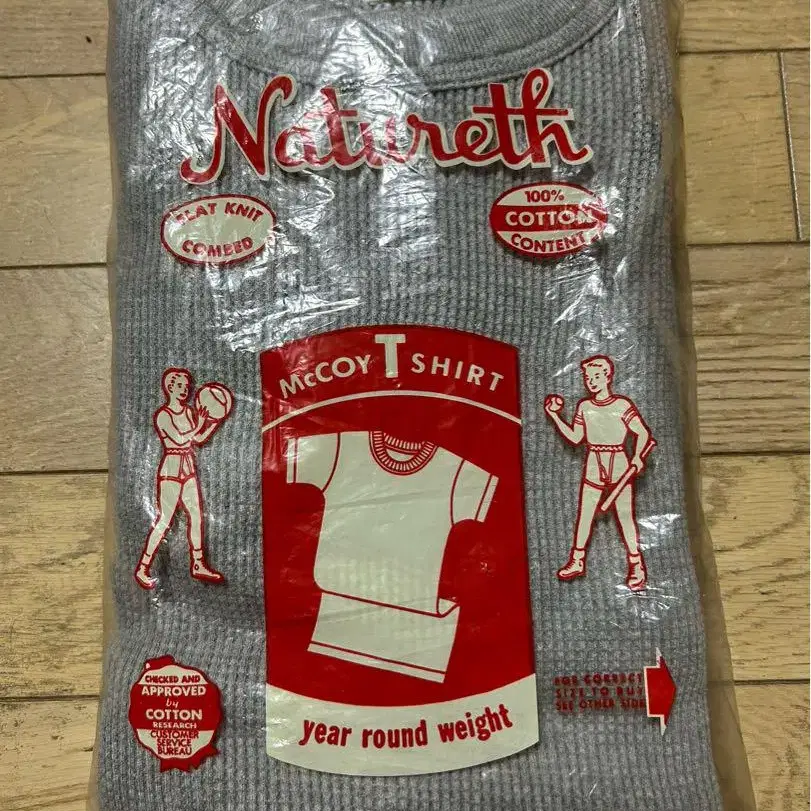 Natureth
FLAT KNIT
COMBED
100%
COTTON
CONTENT
McCOY T SHIRT
year round weight
CHECKED AND
APPROVED
by
COTTON
RESEARCH
CUSTOMER
SERVICE
BUREAU
FOR CORRECT
SIZE TO BUY
SEE OTHER SIDE